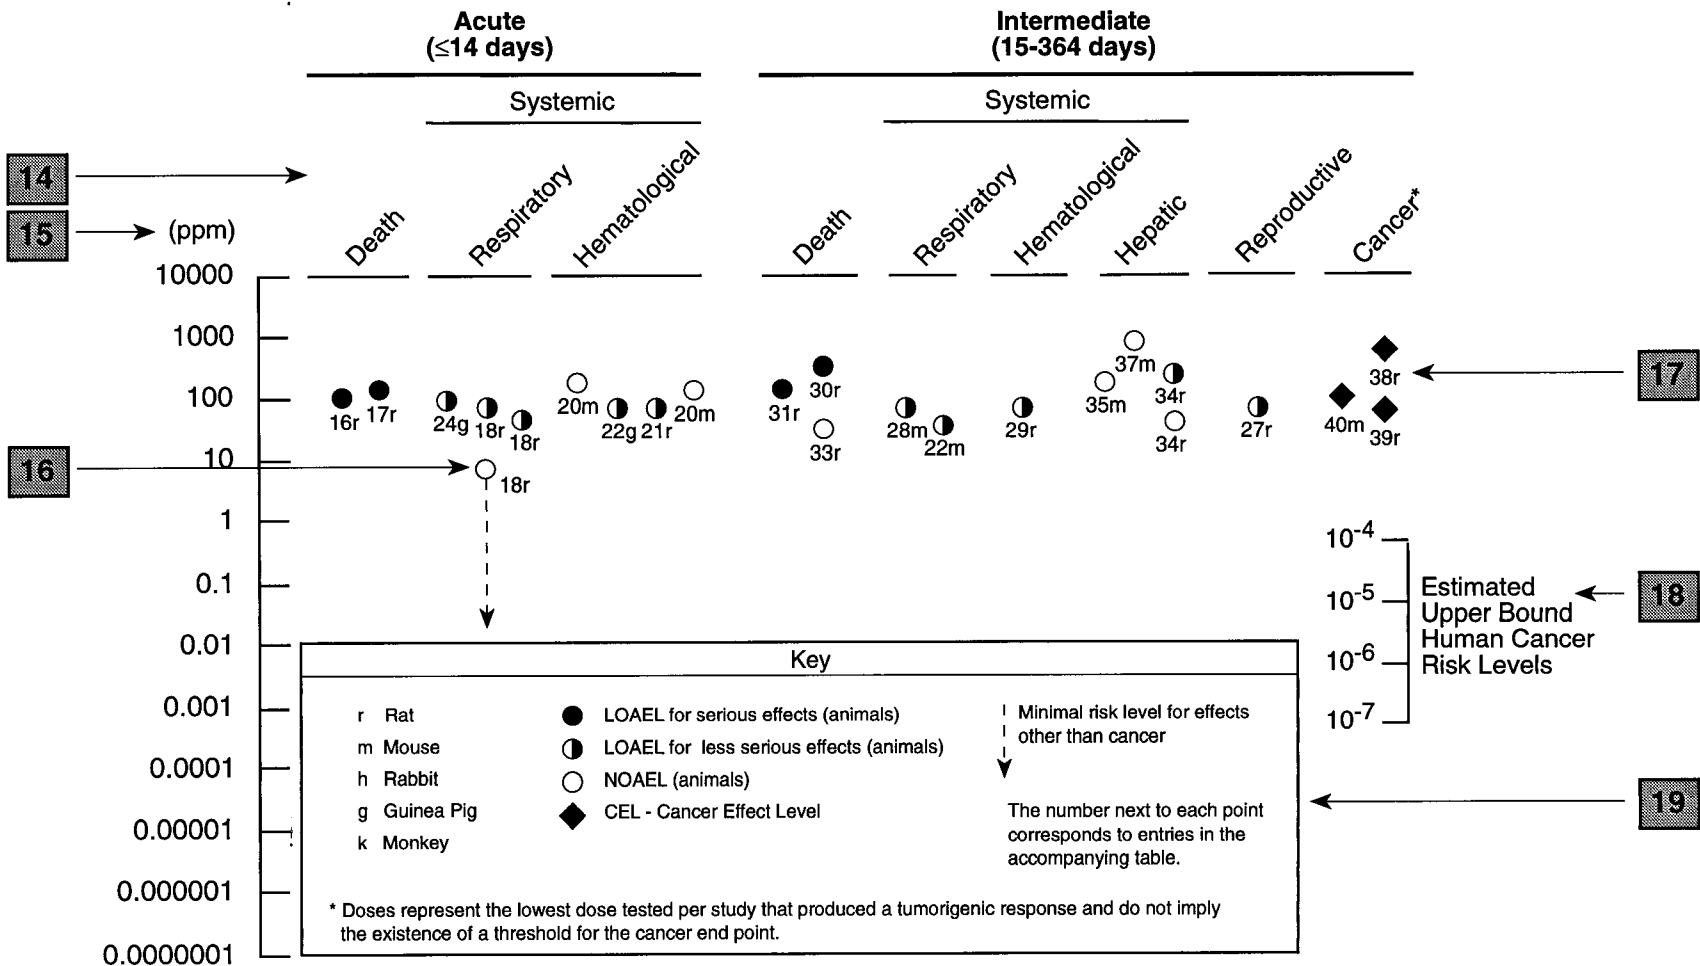 Acute
(≤14 days)
Intermediate
(15-364 days)
Systemic
Systemic
14
15
(ppm)
Death
Respiratory
Hematological
Death
Respiratory
Hematological
Hepatic
Reproductive
Cancer*
10000
1000
100
10
1
0.1
0.01
0.001
0.0001
0.00001
0.000001
0.0000001
16r
17r
24g
18r
18r
20m
22g
21r
20m
31r
30r
33r
28m
22m
29r
35m
37m
34r
34r
27r
40m
38r
39r
17
16
18r
10-4
10-5
10-6
10-7
Estimated
Upper Bound
Human Cancer
Risk Levels
18
Key
r Rat
m Mouse
h Rabbit
g Guinea Pig
k Monkey
LOAEL for serious effects (animals)
LOAEL for less serious effects (animals)
NOAEL (animals)
CEL - Cancer Effect Level
Minimal risk level for effects
other than cancer
The number next to each point
corresponds to entries in the
accompanying table.
19
* Doses represent the lowest dose tested per study that produced a tumorigenic response and do not imply
the existence of a threshold for the cancer end point.